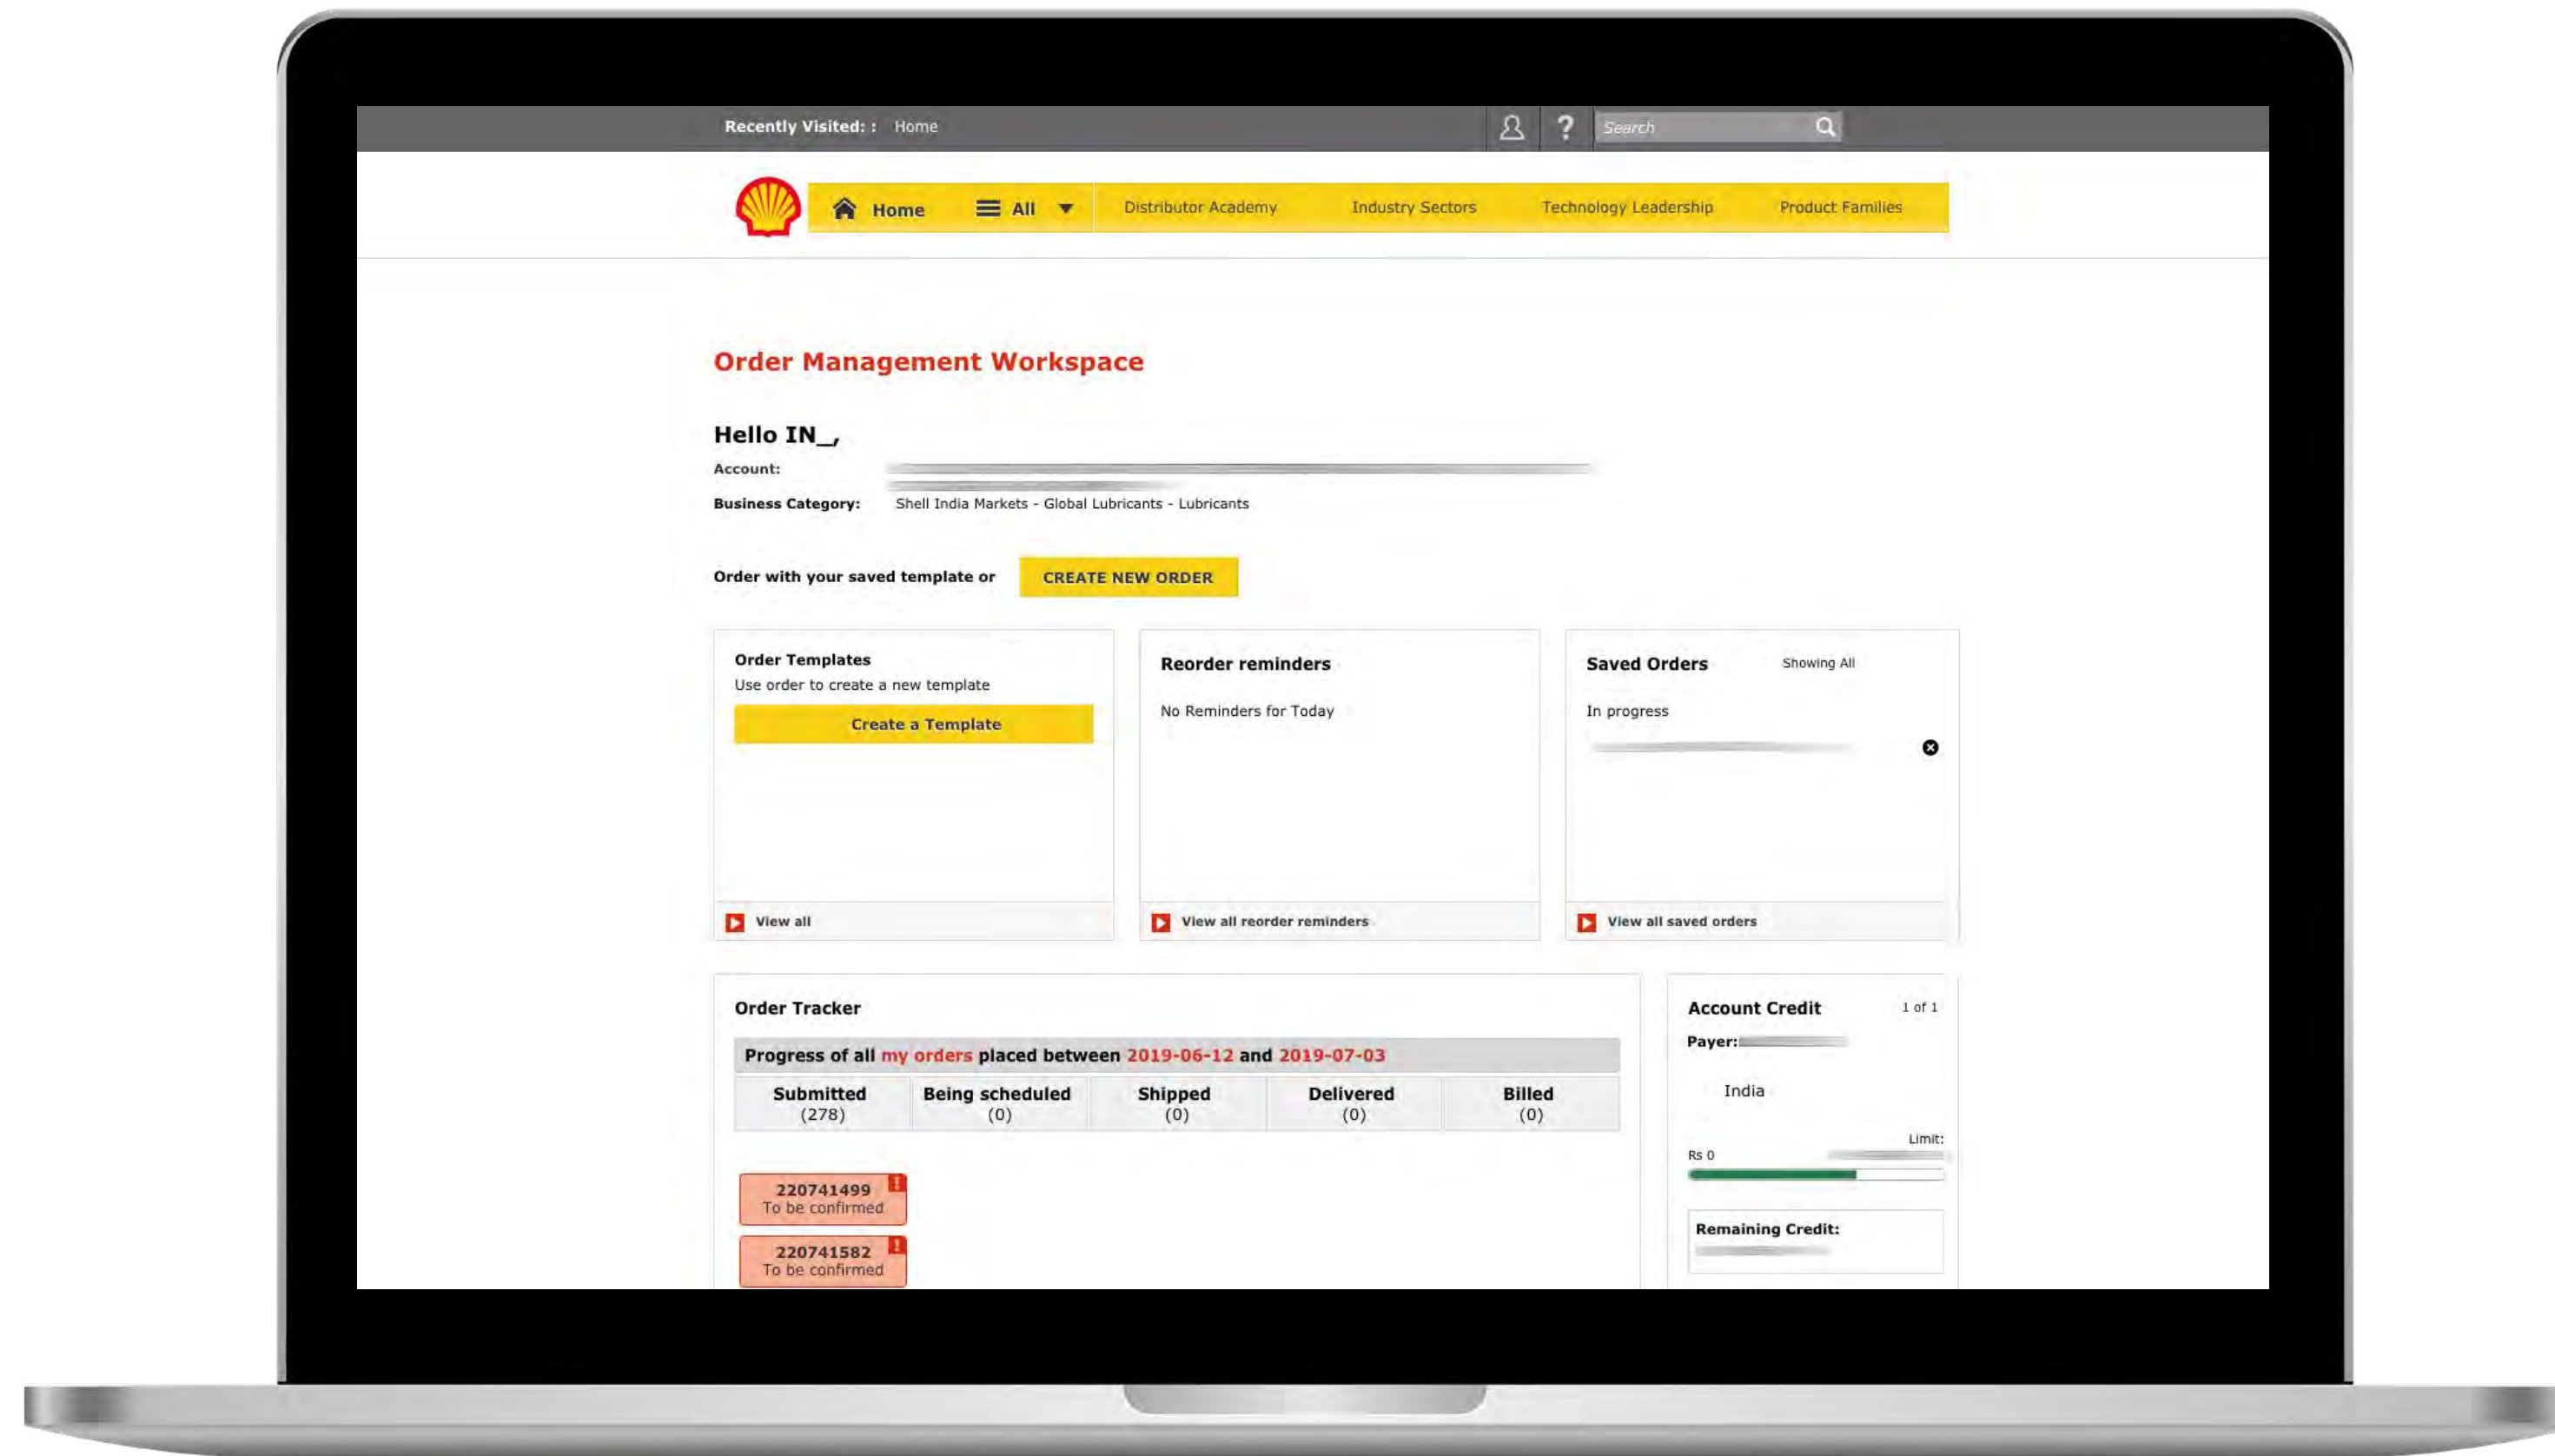 Recently Visited: : Home
? Search
Home All Distributor Academy Industry Sectors Technology Leadership Product Families
Order Management Workspace
Hello IN_,
Account:
Business Category: Shell India Markets - Global Lubricants - Lubricants
Order with your saved template or CREATE NEW ORDER
Order Templates
Use order to create a new template
Create a Template
View all
Reorder reminders
No Reminders for Today
View all reorder reminders
Saved Orders Showing All
In progress
View all saved orders
Order Tracker
Progress of all my orders placed between 2019-06-12 and 2019-07-03
Submitted Being scheduled Shipped Delivered Billed
(278) (0) (0) (0) (0)
220741499 !
To be confirmed
220741582 !
To be confirmed
Account Credit 1 of 1
Payer:
India
Limit:
Rs 0
Remaining Credit: